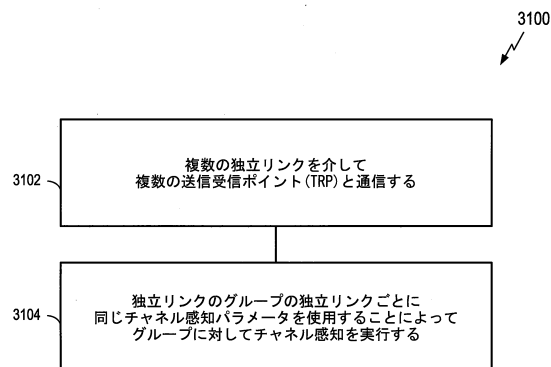 3100
3102
複数の独立リンクを介して
複数の送信受信ポイント(TRP)と通信する
3104
独立リンクのグループの独立リンクごとに
同じチャネル感知パラメータを使用することによって
グループに対してチャネル感知を実行する